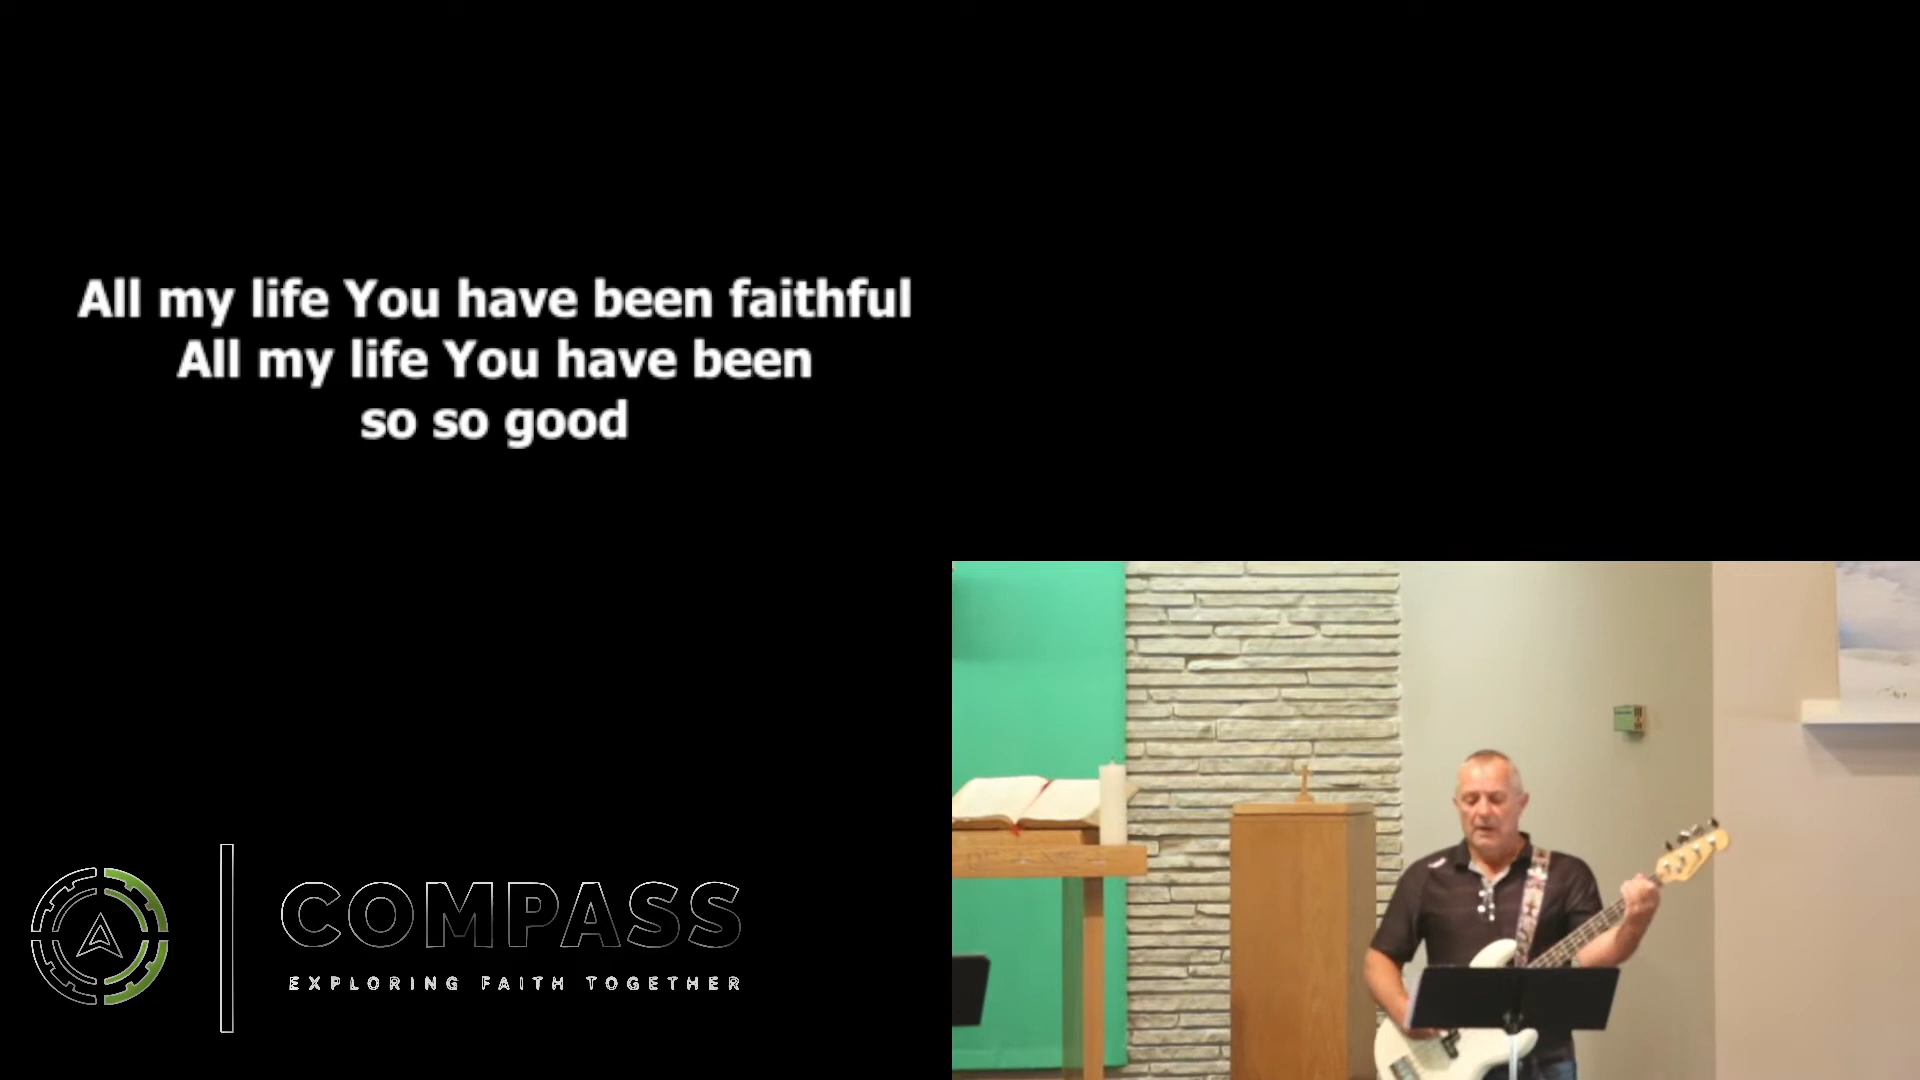 All my life You have been faithful
All my life You have been
so so good
COMPASS
EXPLORING FAITH TOGETHER